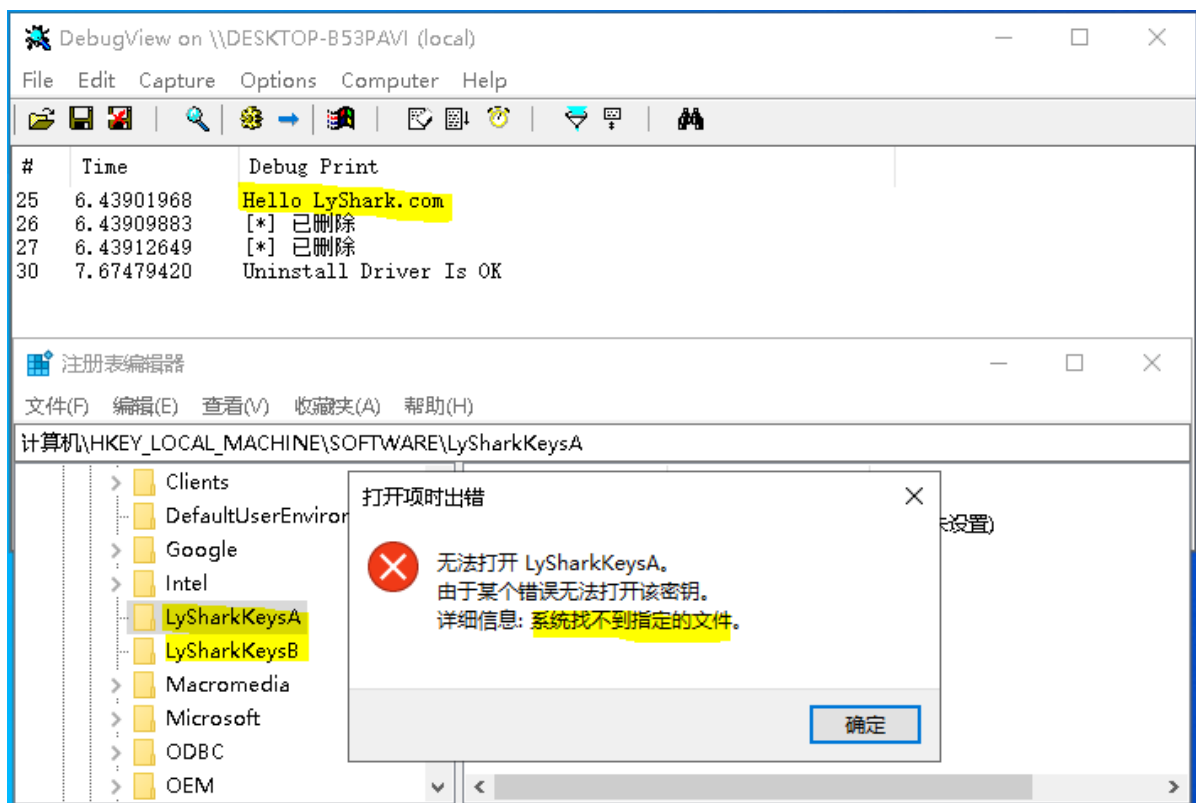 DebugView on \\DESKTOP-B53PAVI (local)
File Edit Capture Options Computer Help
# Time Debug Print
25 6.43901968 Hello LyShark.com
26 6.43909883 [*] 已删除
27 6.43912649 [*] 已删除
30 7.67479420 Uninstall Driver Is OK
注册表编辑器
文件(F) 编辑(E) 查看(V) 收藏夹(A) 帮助(H)
计算机\HKEY_LOCAL_MACHINE\SOFTWARE\LySharkKeysA
Clients
DefaultUserEnviror
Google
Intel
LySharkKeysA
LySharkKeysB
Macromedia
Microsoft
ODBC
OEM
打开项时出错
无法打开 LySharkKeysA。
由于某个错误无法打开该密钥。
详细信息: 系统找不到指定的文件。
确定
设置)